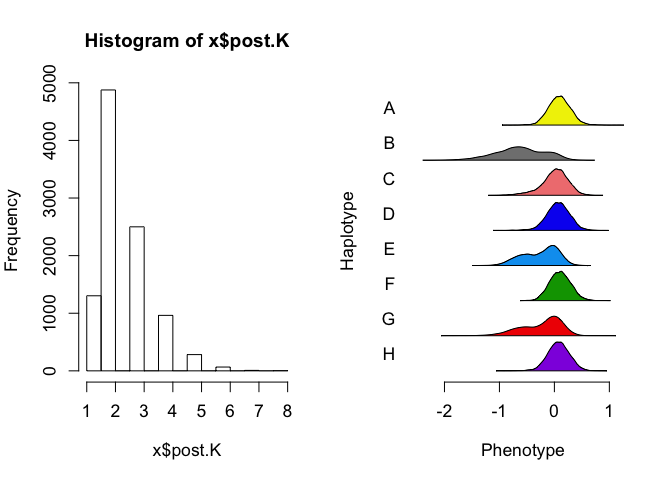 Histogram of x$post.K
Frequency
0
1000
2000
3000
4000
5000
1 2 3 4 5 6 7 8
x$post.K
Haplotype
A
B
C
D
E
F
G
H
-2 -1 0 1
Phenotype